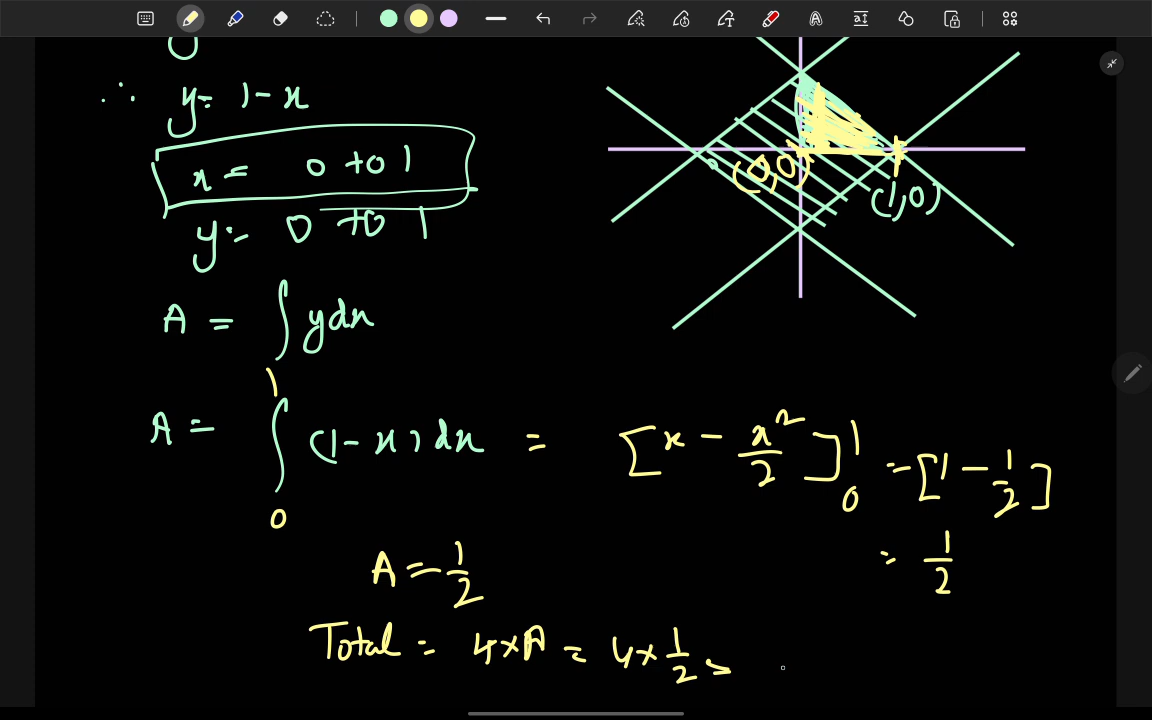 ∴ y = 1 - x
x = 0 to 1
y = 0 to 1
(0,0)
(1,0)
A = ∫ y dx
A = ∫₀¹ (1 - x) dx = [x - x²/2]₀¹ = [1 - 1/2]
= 1/2
A = 1/2
Total = 4 × A = 4 × 1/2 =